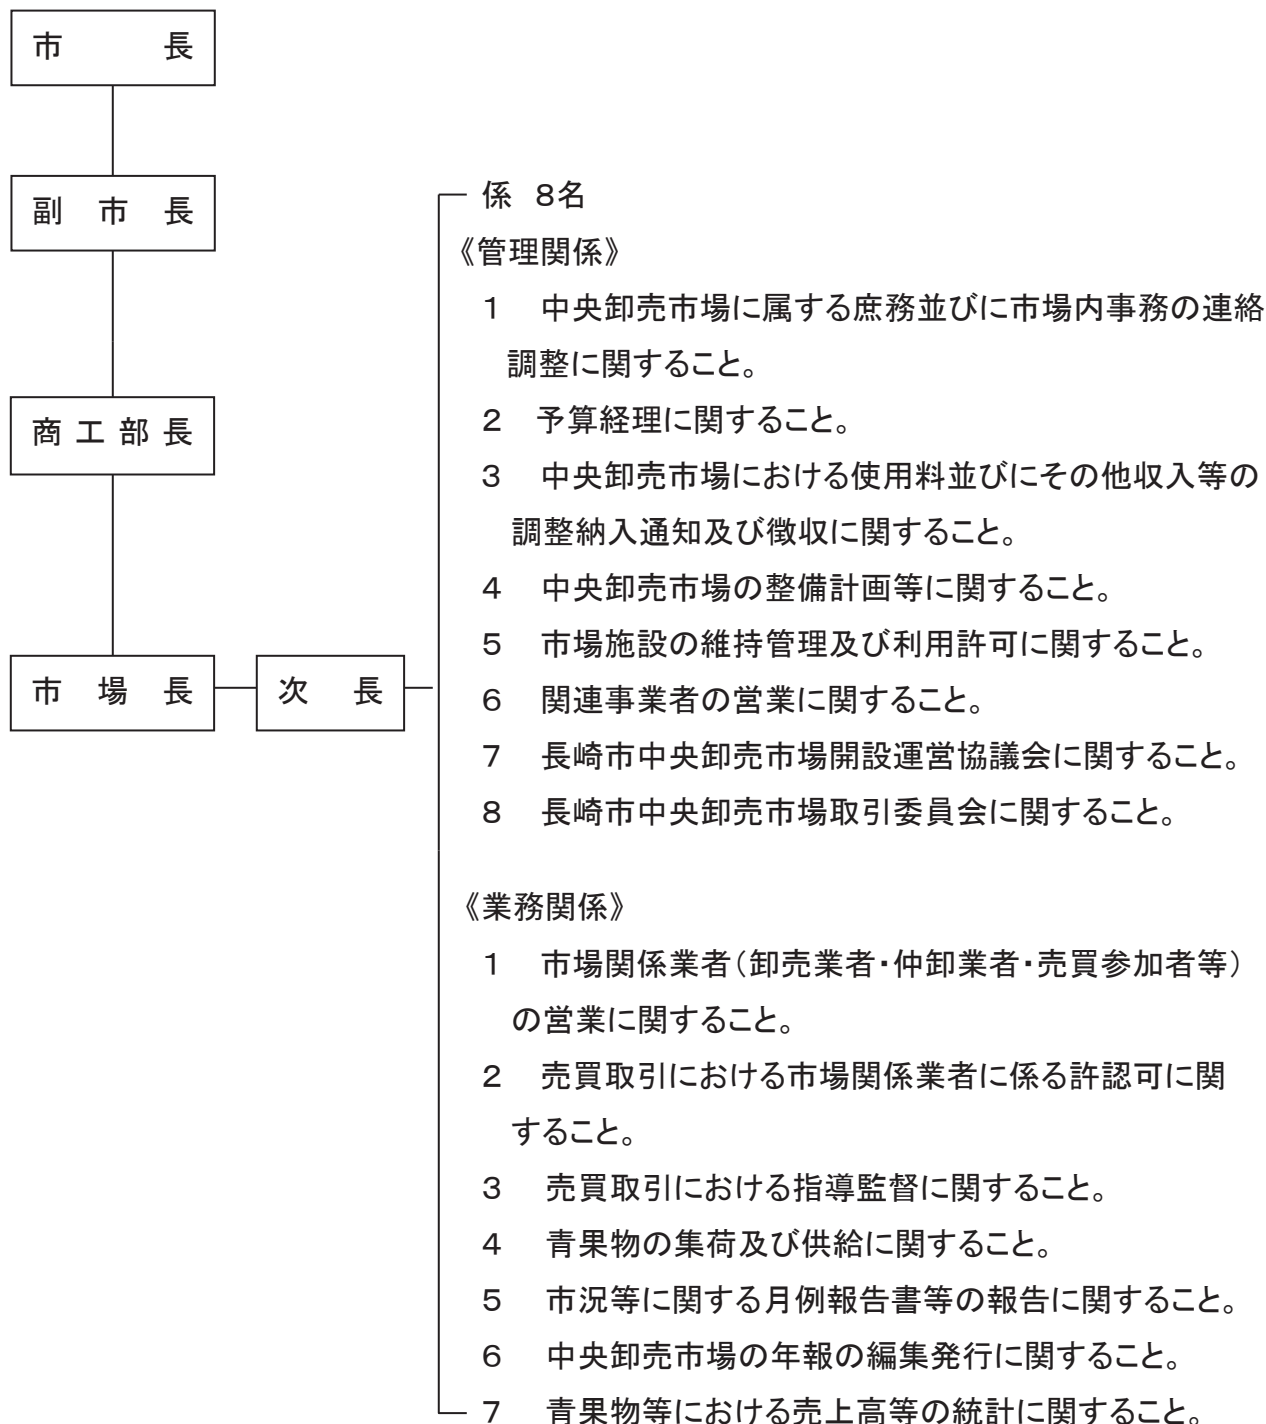 市長
副市長
商工部長
市場長
次長
係 8名
《管理関係》
1 中央卸売市場に属する庶務並びに市場内事務の連絡
調整に関すること。
2 予算経理に関すること。
3 中央卸売市場における使用料並びにその他収入等の
調整納入通知及び徴収に関すること。
4 中央卸売市場の整備計画等に関すること。
5 市場施設の維持管理及び利用許可に関すること。
6 関連事業者の営業に関すること。
7 長崎市中央卸売市場開設運営協議会に関すること。
8 長崎市中央卸売市場取引委員会に関すること。
《業務関係》
1 市場関係業者(卸売業者・仲卸業者・売買参加者等)
の営業に関すること。
2 売買取引における市場関係業者に係る許認可に関
すること。
3 売買取引における指導監督に関すること。
4 青果物の集荷及び供給に関すること。
5 市況等に関する月例報告書等の報告に関すること。
6 中央卸売市場の年報の編集発行に関すること。
7 青果物等における売上高等の統計に関すること。